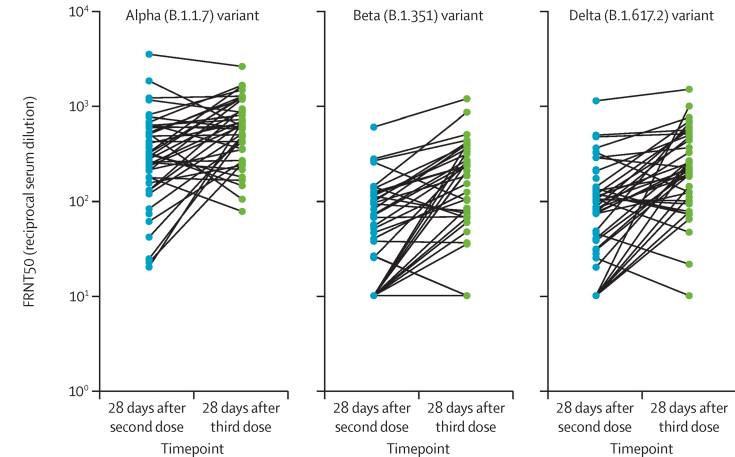 Alpha (B.1.1.7) variant
Beta (B.1.351) variant
Delta (B.1.617.2) variant
FRNT50 (reciprocal serum dilution)
10⁴
10³
10²
10¹
10⁰
28 days after
second dose
28 days after
third dose
Timepoint
28 days after
second dose
28 days after
third dose
Timepoint
28 days after
second dose
28 days after
third dose
Timepoint